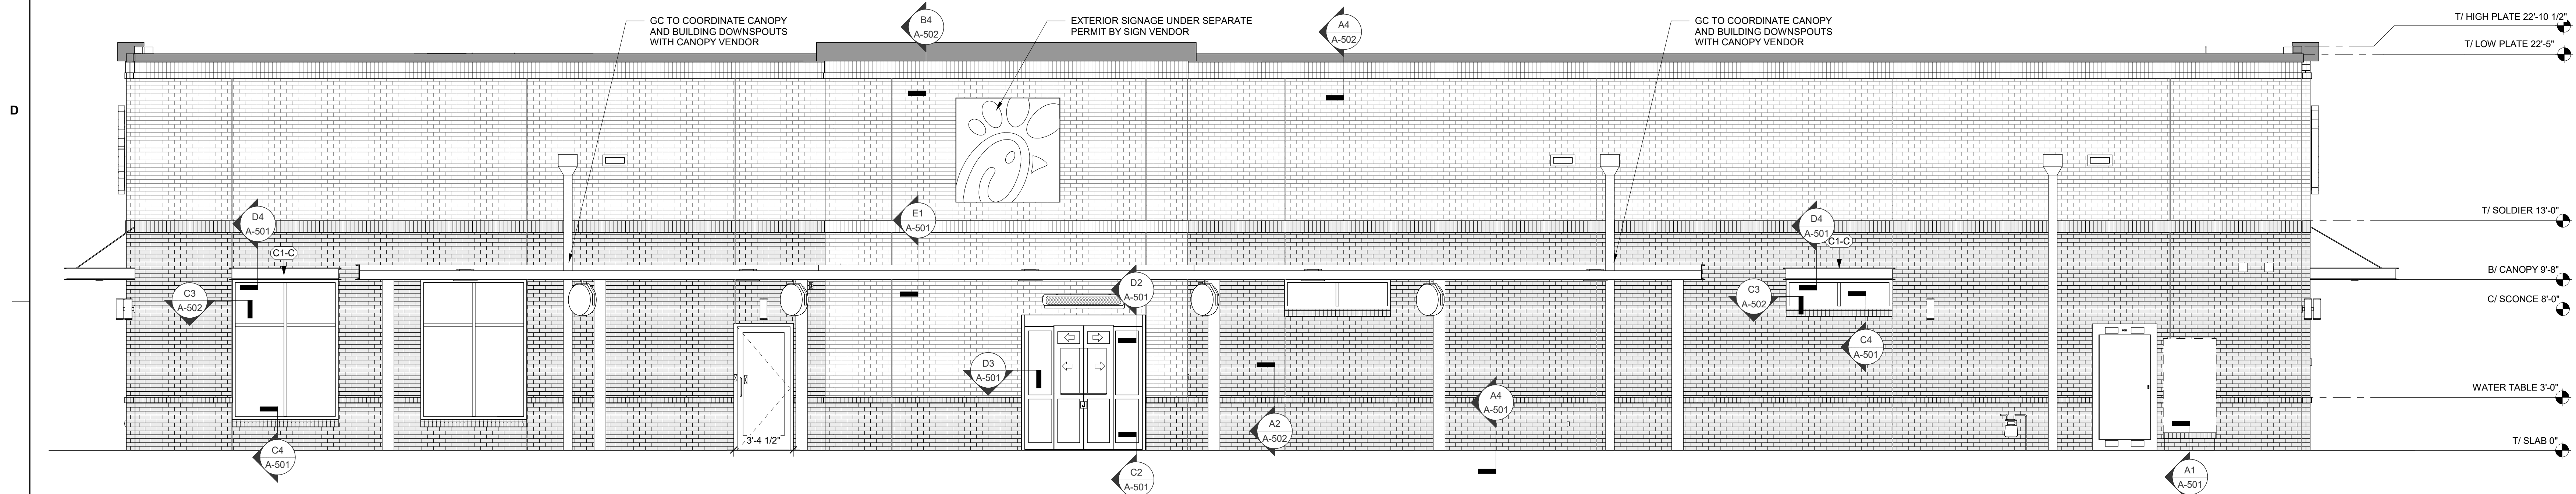 GC TO COORDINATE CANOPY
AND BUILDING DOWNSPOUTS
WITH CANOPY VENDOR
B4
A-502
EXTERIOR SIGNAGE UNDER SEPARATE
PERMIT BY SIGN VENDOR
A4
A-502
GC TO COORDINATE CANOPY
AND BUILDING DOWNSPOUTS
WITH CANOPY VENDOR
T/ HIGH PLATE 22'-10 1/2"
T/ LOW PLATE 22'-5"
D
D4
A-501
C1-C
E1
A-501
D4
A-501
C1-C
T/ SOLDIER 13'-0"
B/ CANOPY 9'-8"
C3
A-502
D2
A-501
C3
A-502
C/ SCONCE 8'-0"
C4
A-501
D3
A-501
WATER TABLE 3'-0"
A4
A-501
A2
A-502
3'-4 1/2"
T/ SLAB 0"
C4
A-501
C2
A-501
A1
A-501